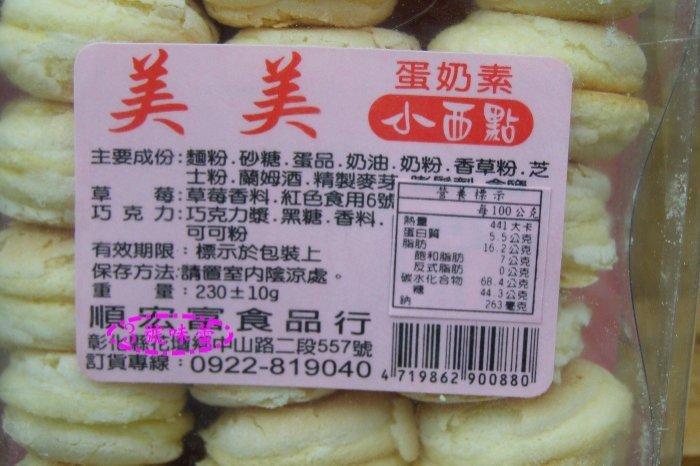 美美
蛋奶素
小西點
主要成份:麵粉.砂糖.蛋品.奶油.奶粉.香草粉.芝
士粉.蘭姆酒.精製麥芽
草莓:草莓香料.紅色食用6號
巧克力:巧克力漿.黑糖.香料.
可可粉
有效期限:標示於包裝上
保存方法:請置室內陰涼處。
重量:230±10g
順 食品行
彰化縣 中山路二段557號
訂貨專線:0922-819040
營養標示
每100公克
熱量 441大卡
蛋白質 5.5公克
脂肪 16.2公克
飽和脂肪 7公克
反式脂肪 0公克
碳水化合物 68.4公克
糖 44.3公克
鈉 263毫克
4 719862 900880